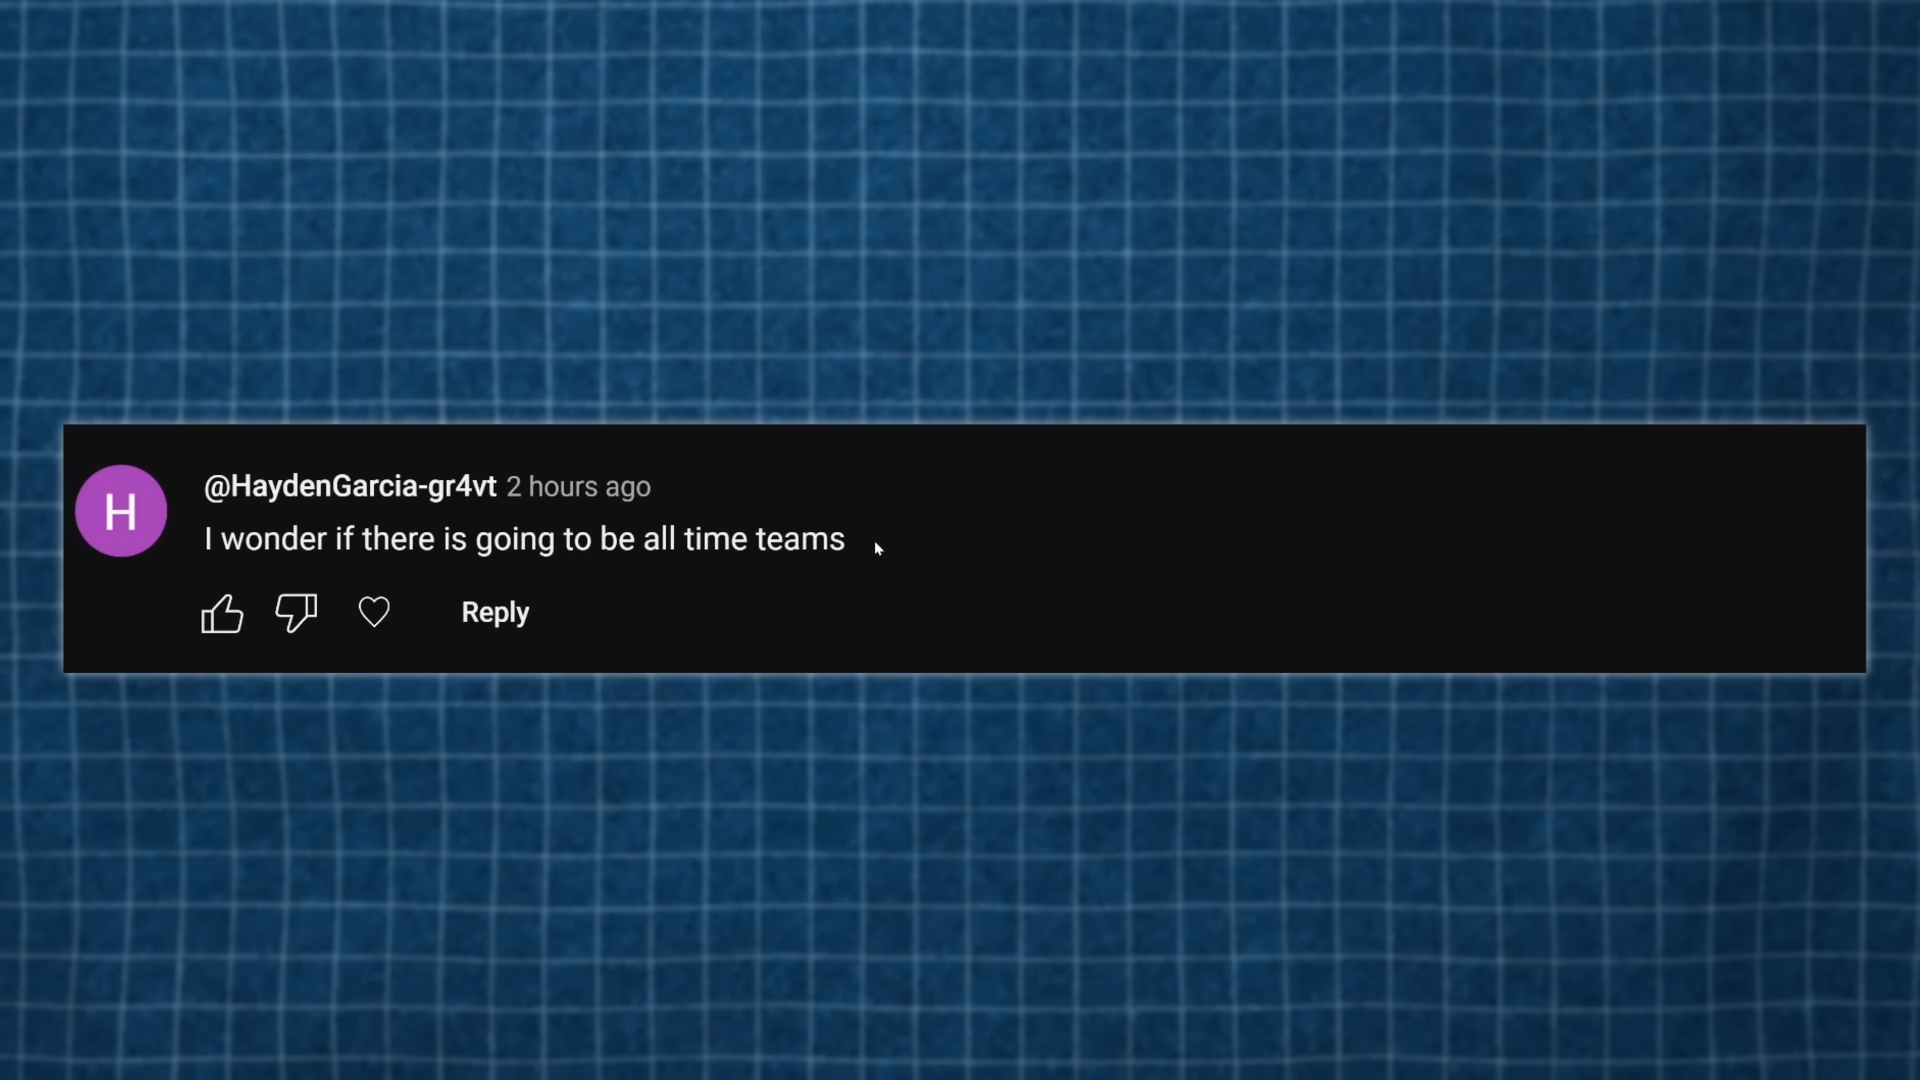 H
@HaydenGarcia-gr4vt 2 hours ago
I wonder if there is going to be all time teams
Reply